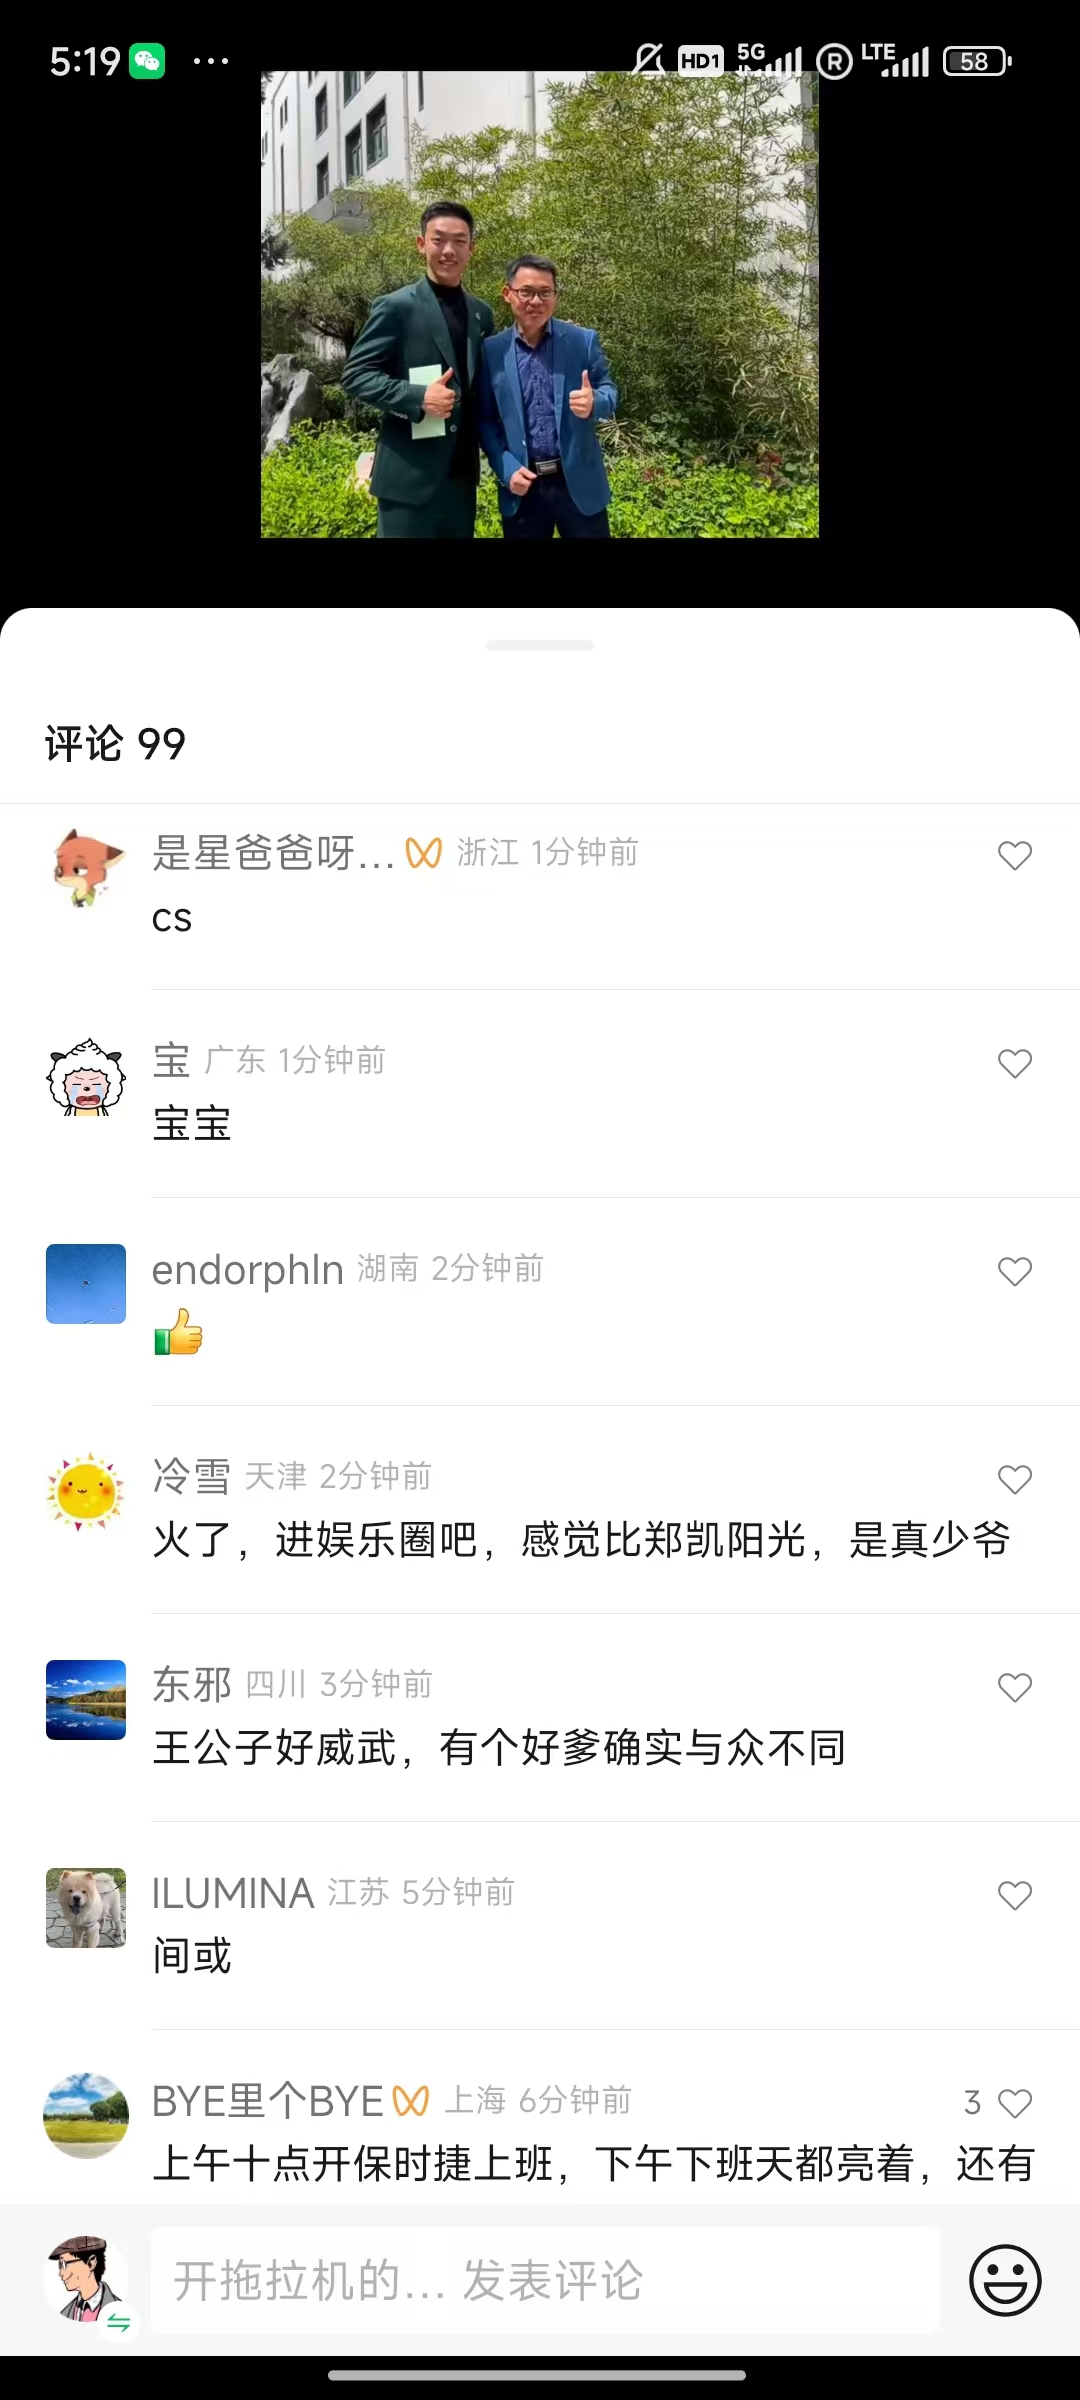 5:19 ... HD1 5G R LTE 58
评论 99
是星爸爸呀... 浙江 1分钟前
cs
宝 广东 1分钟前
宝宝
endorphln 湖南 2分钟前
冷雪 天津 2分钟前
火了，进娱乐圈吧，感觉比郑凯阳光，是真少爷
东邪 四川 3分钟前
王公子好威武，有个好爹确实与众不同
ILUMINA 江苏 5分钟前
间或
BYE里个BYE 上海 6分钟前
3
上午十点开保时捷上班，下午下班天都亮着，还有
开拖拉机的... 发表评论